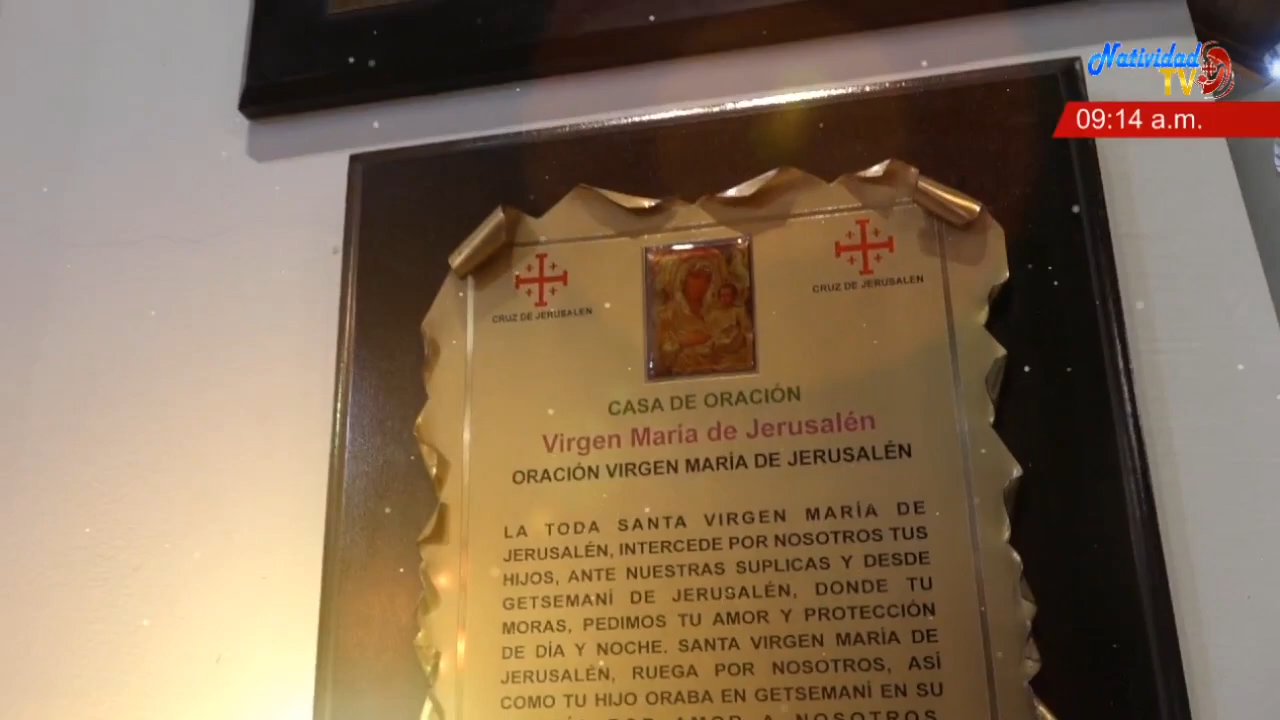 Natividad
TV
09:14 a.m.
CRUZ DE JERUSALEN
CRUZ DE JERUSALEN
CASA DE ORACIÓN
Virgen María de Jerusalén
ORACIÓN VIRGEN MARÍA DE JERUSALÉN
LA TODA SANTA VIRGEN MARÍA DE
JERUSALÉN, INTERCEDE POR NOSOTROS TUS
HIJOS, ANTE NUESTRAS SUPLICAS Y DESDE
GETSEMANÍ DE JERUSALÉN, DONDE TU
MORAS, PEDIMOS TU AMOR Y PROTECCIÓN
DE DÍA Y NOCHE. SANTA VIRGEN MARÍA DE
JERUSALÉN, RUEGA POR NOSOTROS, ASÍ
COMO TU HIJO ORABA EN GETSEMANÍ EN SU
POR AMOR A NOSOTROS